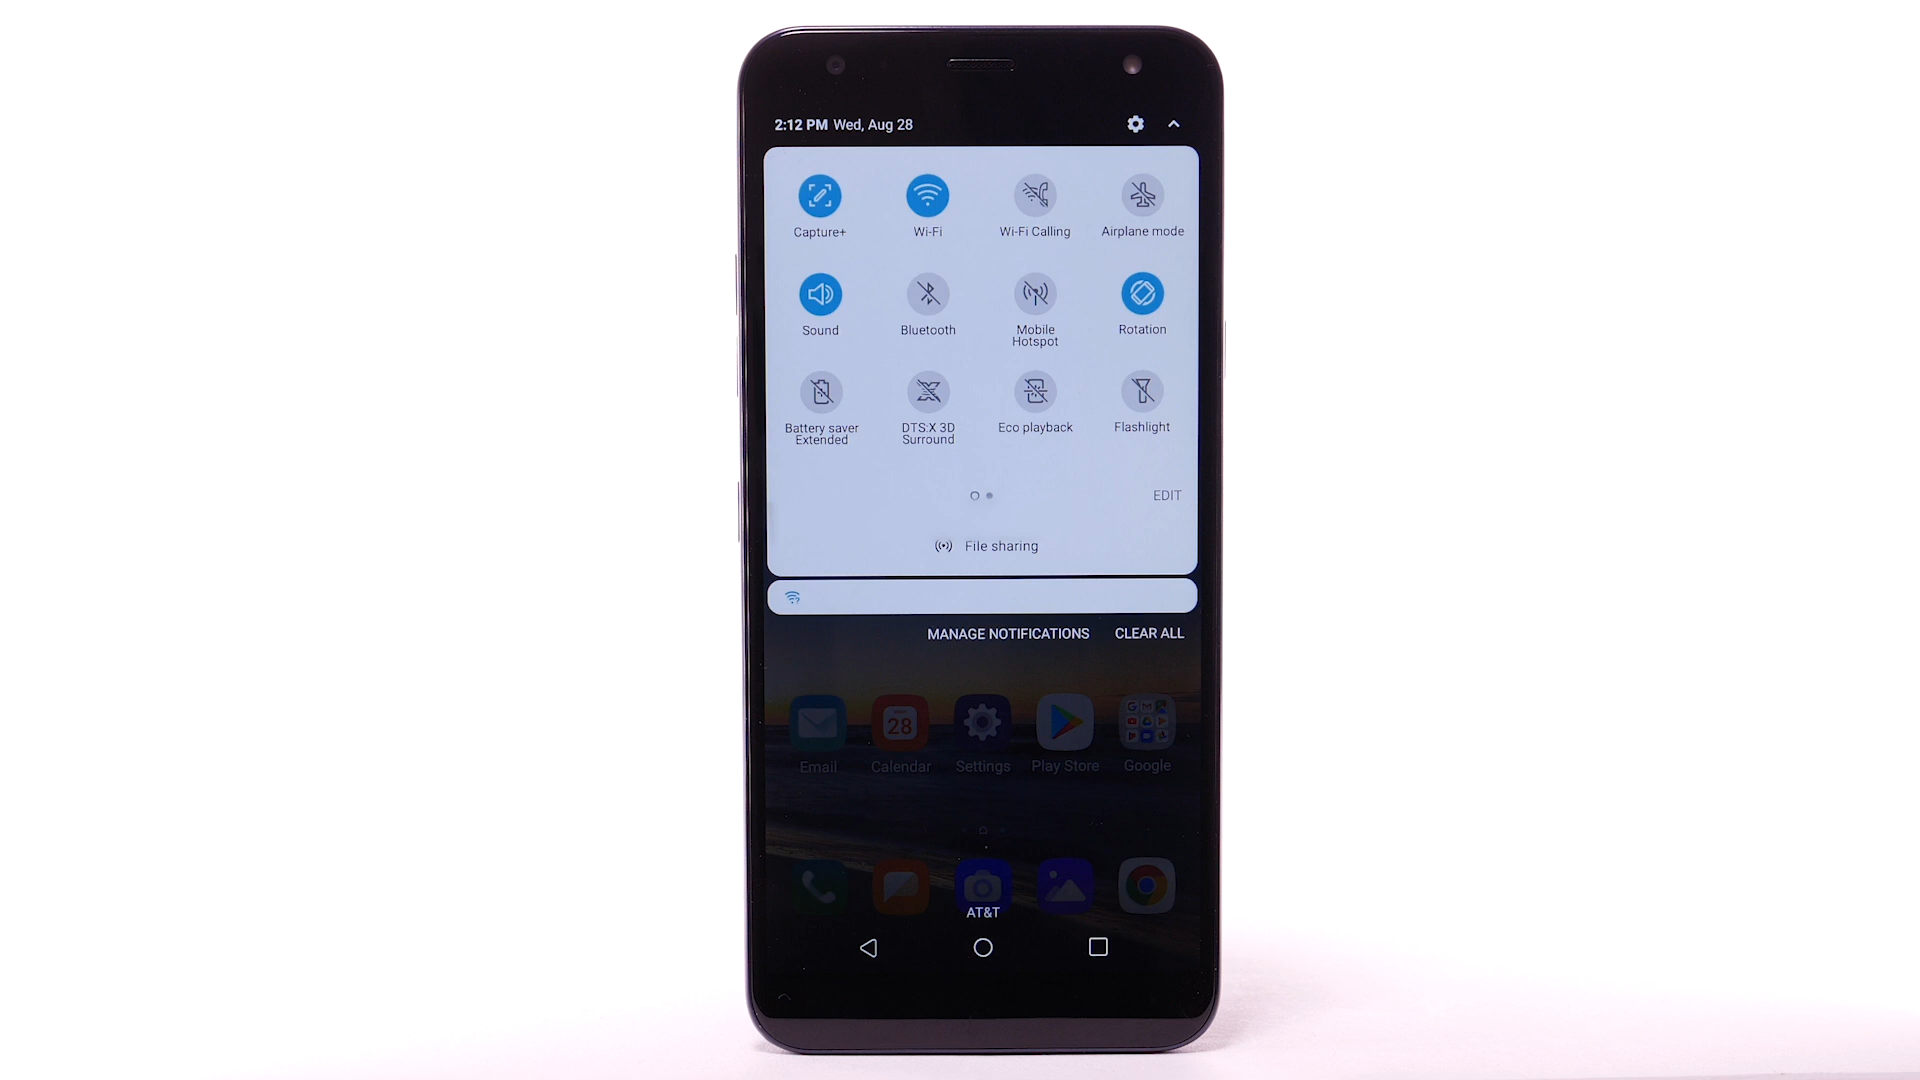 2:12 PM Wed, Aug 28
Capture+
Wi-Fi
Wi-Fi Calling
Airplane mode
Sound
Bluetooth
Mobile
Hotspot
Rotation
Battery saver
Extended
DTS:X 3D
Surround
Eco playback
Flashlight
EDIT
File sharing
MANAGE NOTIFICATIONS CLEAR ALL
28
Email
Calendar
Settings
Play Store
Google
AT&T